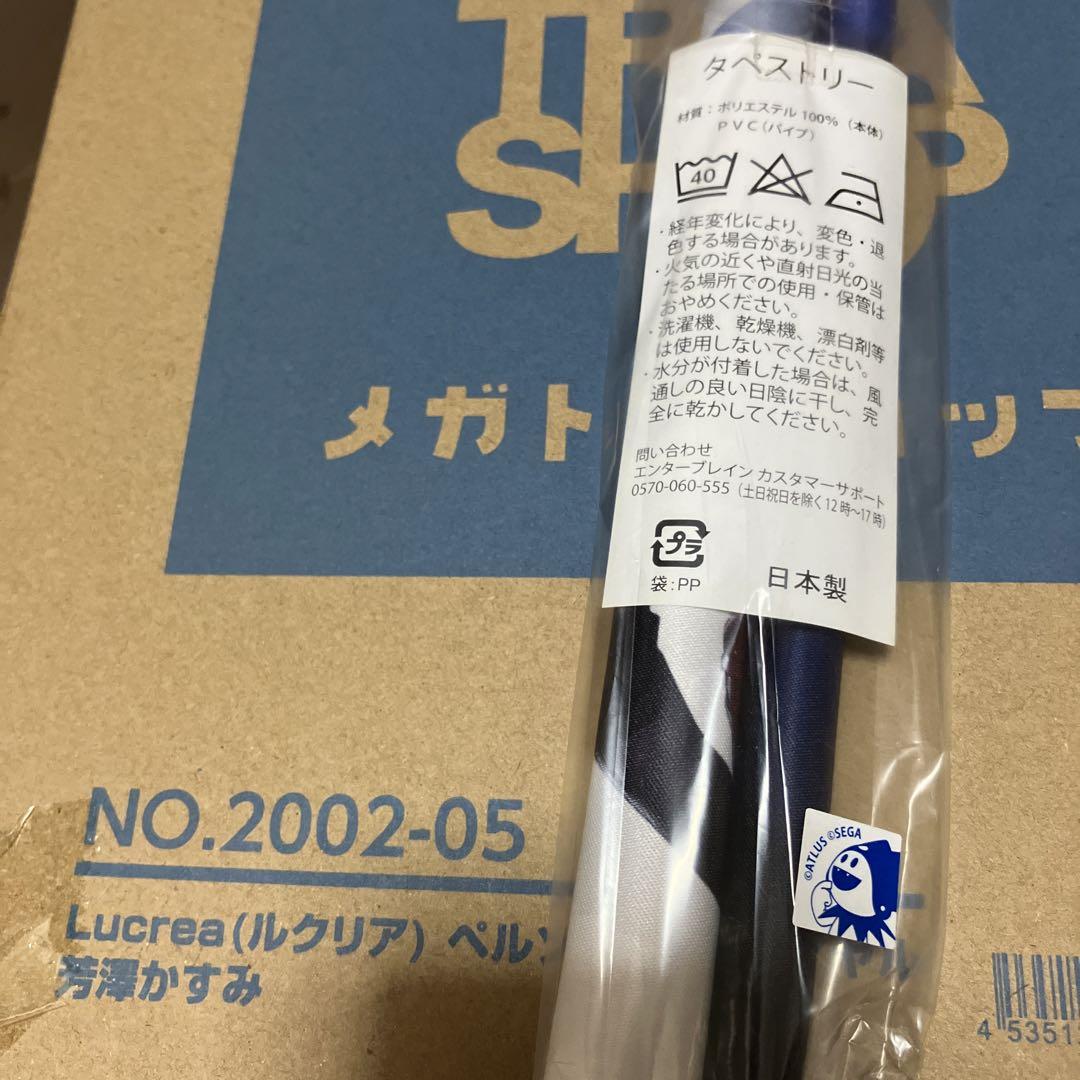 タペストリー
材質：ポリエステル 100%（本体）
PVC（パイプ）
40
・経年変化により、変色・退
色する場合があります。
・火気の近くや直射日光の当
たる場所での使用・保管は
おやめください。
・洗濯機、乾燥機、漂白剤等
は使用しないでください。
・水分が付着した場合は、風
通しの良い日陰に干し、完
全に乾かしてください。
問い合わせ
エンターブレイン カスタマーサポート
0570-060-555（土日祝日を除く12時〜17時）
プラ
袋：PP
日本製
©ATLUS ©SEGA
メガト
NO.2002-05
Lucrea(ルクリア) ペルソ
ヤル
芳澤かすみ
4 5351